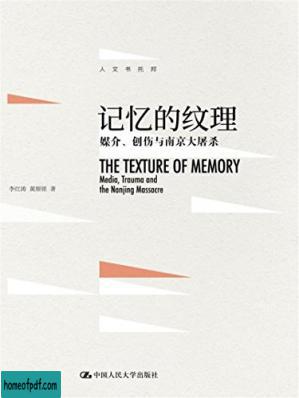 人文书托邦
记忆的纹理
媒介、创伤与南京大屠杀
THE TEXTURE OF MEMORY
Media, Trauma and
the Nanjing Massacre
李红涛 黄顺铭 著
中国人民大学出版社
homeofpdf.com
homeofpdf.com